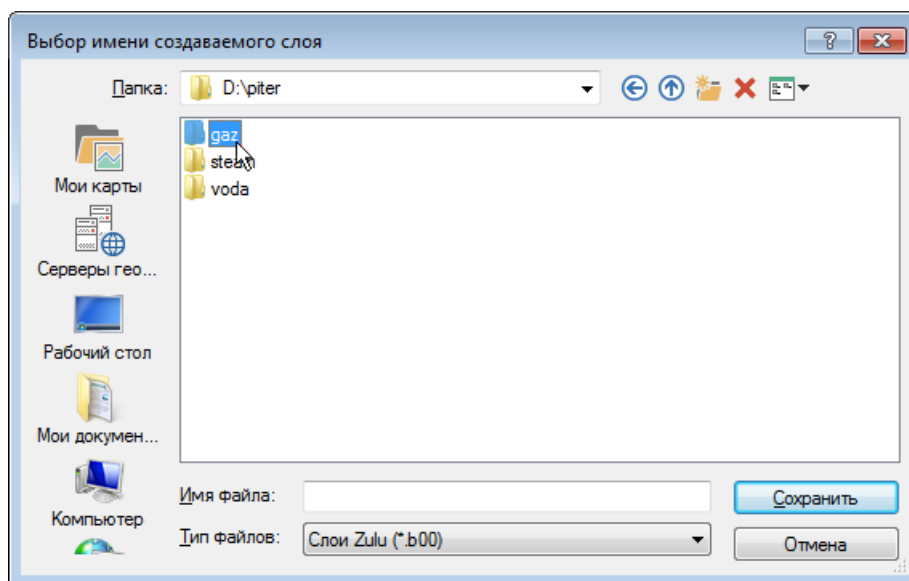 Выбор имени создаваемого слоя
Папка: D:\piter
gaz
steam
voda
Мои карты
Серверы гео...
Рабочий стол
Мои докумен...
Компьютер
Имя файла:
Сохранить
Тип файлов: Слои Zulu (*.b00)
Отмена